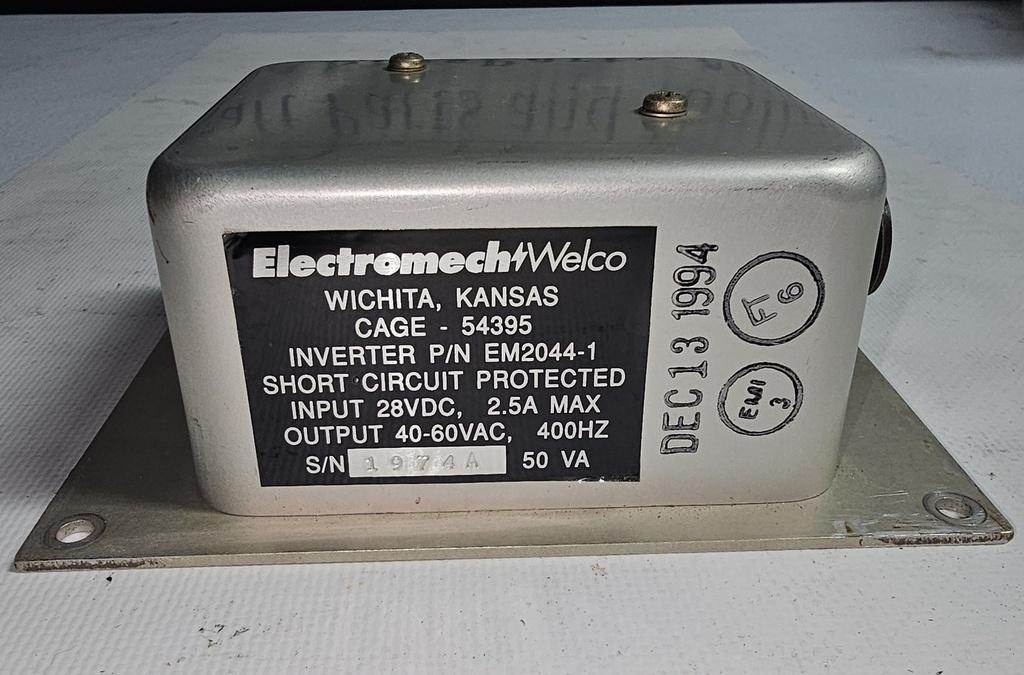 Electromech Welco
WICHITA, KANSAS
CAGE - 54395
INVERTER P/N EM2044-1
SHORT CIRCUIT PROTECTED
INPUT 28VDC, 2.5A MAX
OUTPUT 40-60VAC, 400HZ
S/N 1974A 50 VA
DEC 13 1994
FT
6
EMI
3